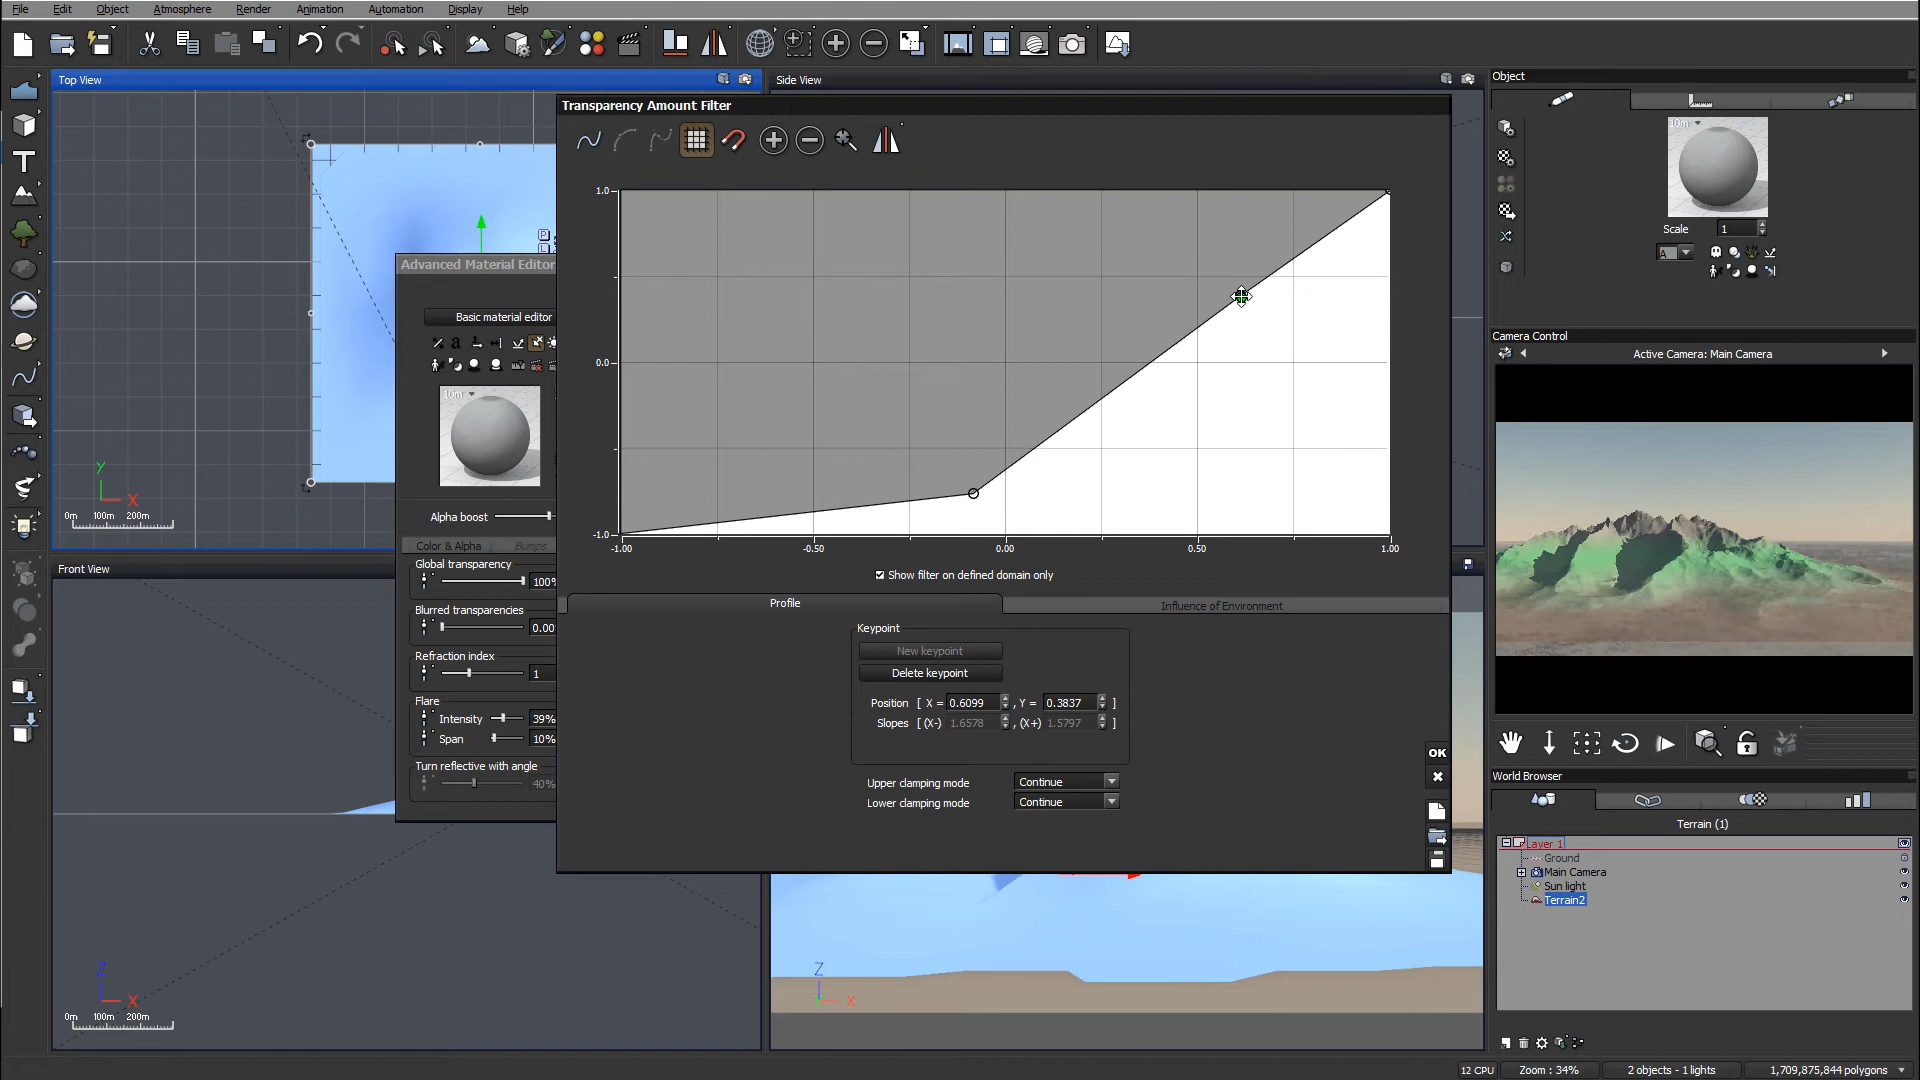 File Edit Object Atmosphere Render Animation Automation Display Help
Top View
Side View
Object
Transparency Amount Filter
10m
1.0
Scale 1
A
Advanced Material Editor
Basic material editor
a
Camera Control
Active Camera: Main Camera
0.0
10m
Y
X
0m 100m 200m
Alpha boost
-1.0
-1.00 -0.50 0.00 0.50 1.00
Color & Alpha Bumps
Global transparency
100%
Front View
Show filter on defined domain only
Profile
Influence of Environment
Blurred transparencies
0.00
Keypoint
New keypoint
Delete keypoint
Refraction index
1
Position [ X = 0.6099 , Y = 0.3837 ]
Slopes [ (X-) 1.6578 , (X+) 1.5797 ]
Flare
Intensity 39%
Span 10%
Turn reflective with angle
40%
OK
Upper clamping mode Continue
Lower clamping mode Continue
World Browser
Terrain (1)
Layer 1
Ground
Main Camera
Sun light
Terrain2
Z
X
0m 100m 200m
Z
X
12 CPU Zoom : 34% 2 objects - 1 lights 1,709,875,844 polygons